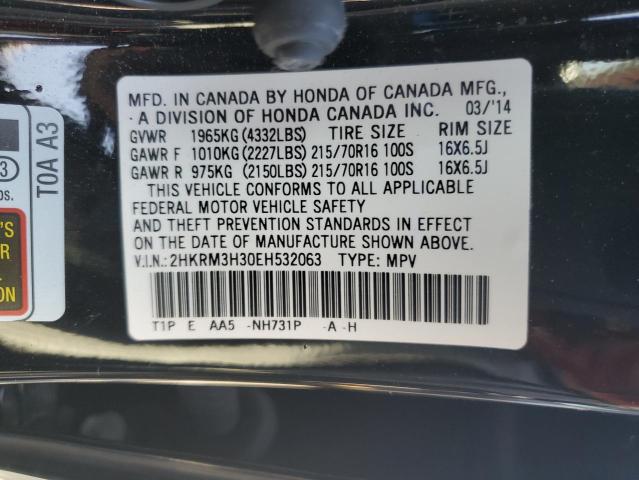 MFD. IN CANADA BY HONDA OF CANADA MFG.,
A DIVISION OF HONDA CANADA INC. 03/'14
GVWR 1965KG (4332LBS) TIRE SIZE RIM SIZE
GAWR F 1010KG (2227LBS) 215/70R16 100S 16X6.5J
GAWR R 975KG (2150LBS) 215/70R16 100S 16X6.5J
THIS VEHICLE CONFORMS TO ALL APPLICABLE
FEDERAL MOTOR VEHICLE SAFETY
AND THEFT PREVENTION STANDARDS IN EFFECT
ON THE DATE OF MANUFACTURE SHOWN ABOVE.
V.I.N.: 2HKRM3H30EH532063 TYPE: MPV
T1P E AA5 -NH731P -A -H
T0A A3
3
os.
'S
R
ION